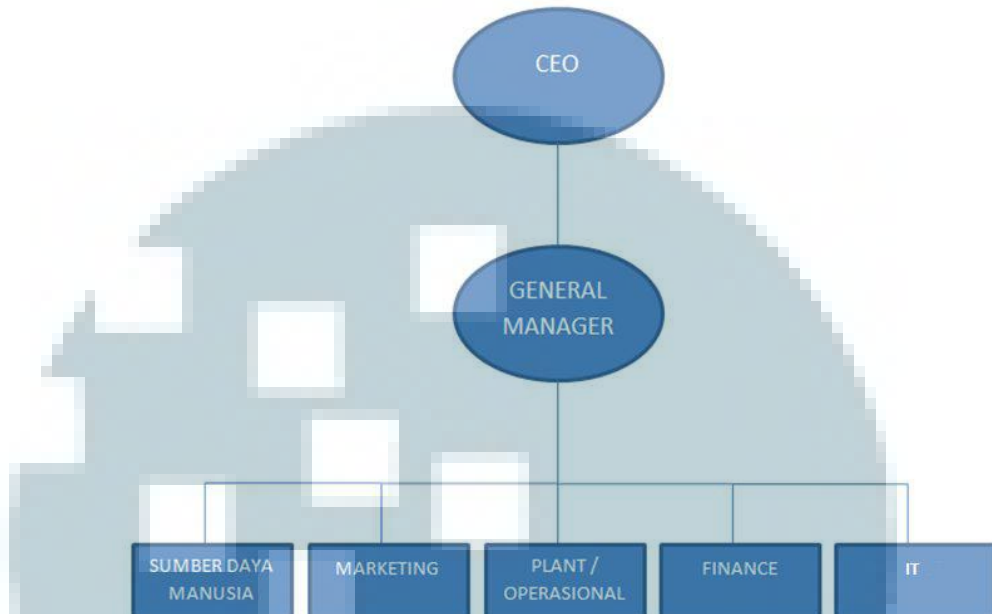 CEO
GENERAL
MANAGER
SUMBER DAYA
MANUSIA
MARKETING
PLANT /
OPERASIONAL
FINANCE
IT